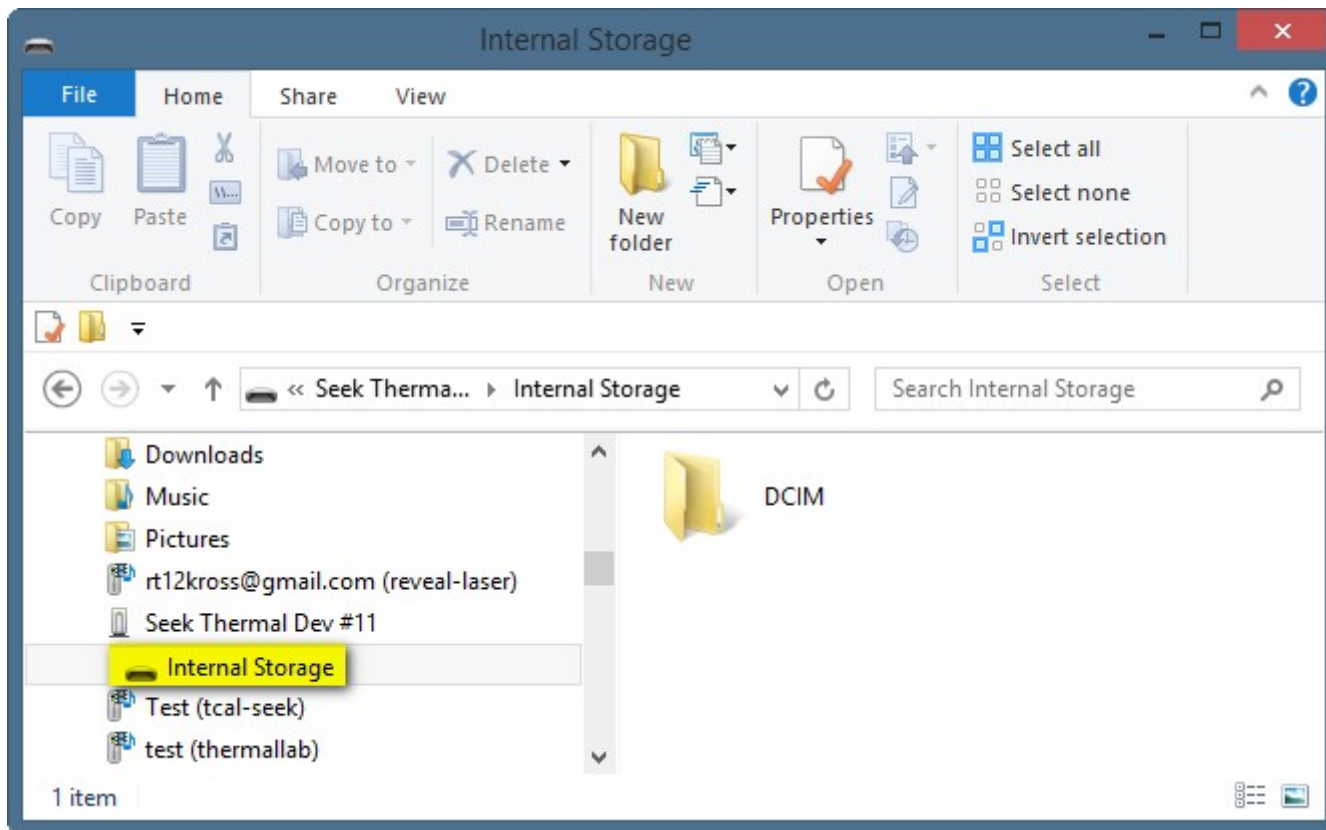 Internal Storage
File Home Share View
Copy Paste Move to Delete Copy to Rename New folder Properties Select all Select none Invert selection
Clipboard Organize New Open Select
« Seek Therma... Internal Storage Search Internal Storage
Downloads
Music
Pictures
rt12kross@gmail.com (reveal-laser)
Seek Thermal Dev #11
Internal Storage
Test (tcal-seek)
test (thermallab)
DCIM
1 item